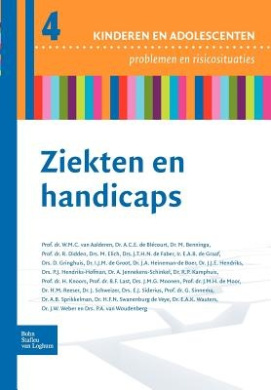 4
KINDEREN EN ADOLESCENTEN
problemen en risicosituaties
Ziekten en
handicaps
Prof. dr. W.M.C. van Aalderen, Dr. A.C.E. de Blécourt, Dr. M. Benninga,
Prof. dr. R. Didden, Drs. M. Elich, Drs. J.T.H.N. de Faber, Ir. E.A.B. de Graaf,
Drs. D. Gringhuis, Dr. I.J.M. de Groot, Dr. J.A. Heineman-de Boer, Dr. J.J.E. Hendriks,
Drs. P.J. Hendriks-Hofman, Dr. A. Jennekens-Schinkel, Dr. R.P. Kamphuis,
Prof. dr. H. Knoors, Prof. dr. B.F. Last, Drs. J.M.G. Moonen, Prof. dr. J.M.H. de Moor,
Dr. N.M. Reeser, Dr. J. Schweizer, Drs. E.J. Siderius, Prof. dr. G. Sinnema,
Dr. A.B. Sprikkelman, Dr. H.F.N. Swanenburg de Veye, Dr. E.A.K. Wauters,
Dr. J.W. Weber en Drs. P.A. van Woudenberg
Bohn
Stafleu
van Loghum